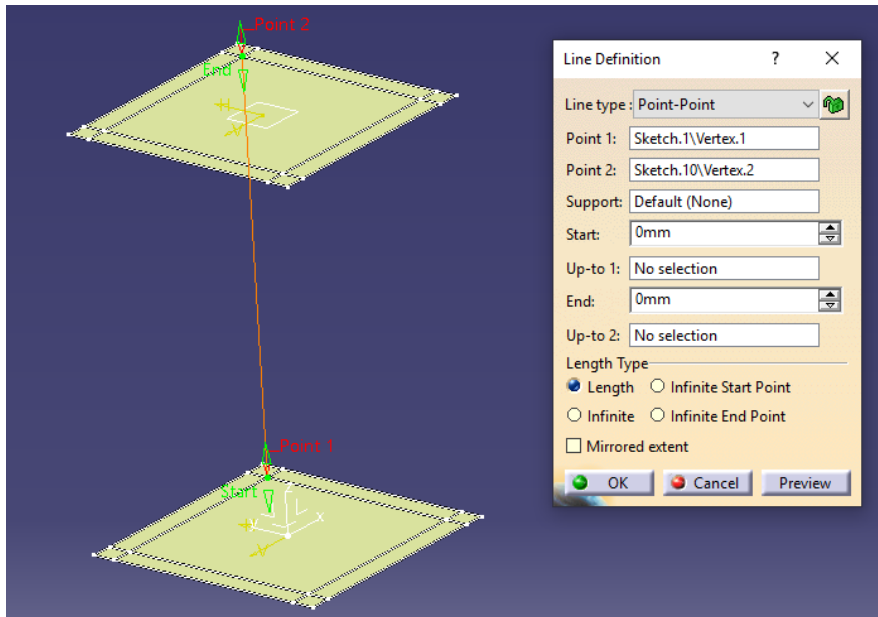 Point 2
End
H
V
Point 1
Start
z
y
x
V
Line Definition ? ×
Line type : Point-Point
Point 1: Sketch.1\Vertex.1
Point 2: Sketch.10\Vertex.2
Support: Default (None)
Start: 0mm
Up-to 1: No selection
End: 0mm
Up-to 2: No selection
Length Type
Length Infinite Start Point
Infinite Infinite End Point
Mirrored extent
OK Cancel Preview